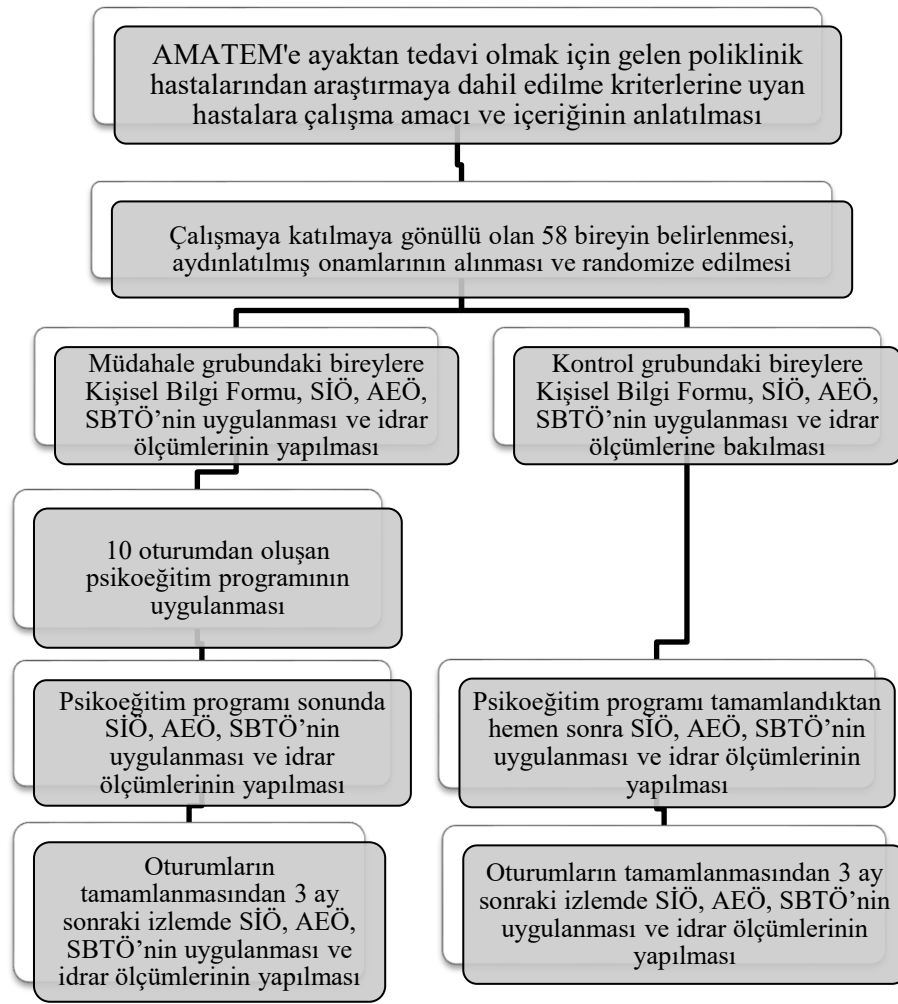 AMATEM'e ayaktan tedavi olmak için gelen poliklinik
hastalarından araştırmaya dahil edilme kriterlerine uyan
hastalara çalışma amacı ve içeriğinin anlatılması
Çalışmaya katılmaya gönüllü olan 58 bireyin belirlenmesi,
aydınlatılmış onamlarının alınması ve randomize edilmesi
Müdahale grubundaki bireylere
Kişisel Bilgi Formu, SİÖ, AEÖ,
SBTÖ’nin uygulanması ve idrar
ölçümlerinin yapılması
Kontrol grubundaki bireylere
Kişisel Bilgi Formu, SİÖ, AEÖ,
SBTÖ’nin uygulanması ve idrar
ölçümlerine bakılması
10 oturumdan oluşan
psikoeğitim programının
uygulanması
Psikoeğitim programı sonunda
SİÖ, AEÖ, SBTÖ’nin
uygulanması ve idrar
ölçümlerinin yapılması
Psikoeğitim programı tamamlandıktan
hemen sonra SİÖ, AEÖ, SBTÖ’nin
uygulanması ve idrar ölçümlerinin
yapılması
Oturumların
tamamlanmasından 3 ay
sonraki izlemde SİÖ, AEÖ,
SBTÖ’nin uygulanması ve
idrar ölçümlerinin yapılması
Oturumların tamamlanmasından 3 ay
sonraki izlemde SİÖ, AEÖ, SBTÖ’nin
uygulanması ve idrar ölçümlerinin
yapılması